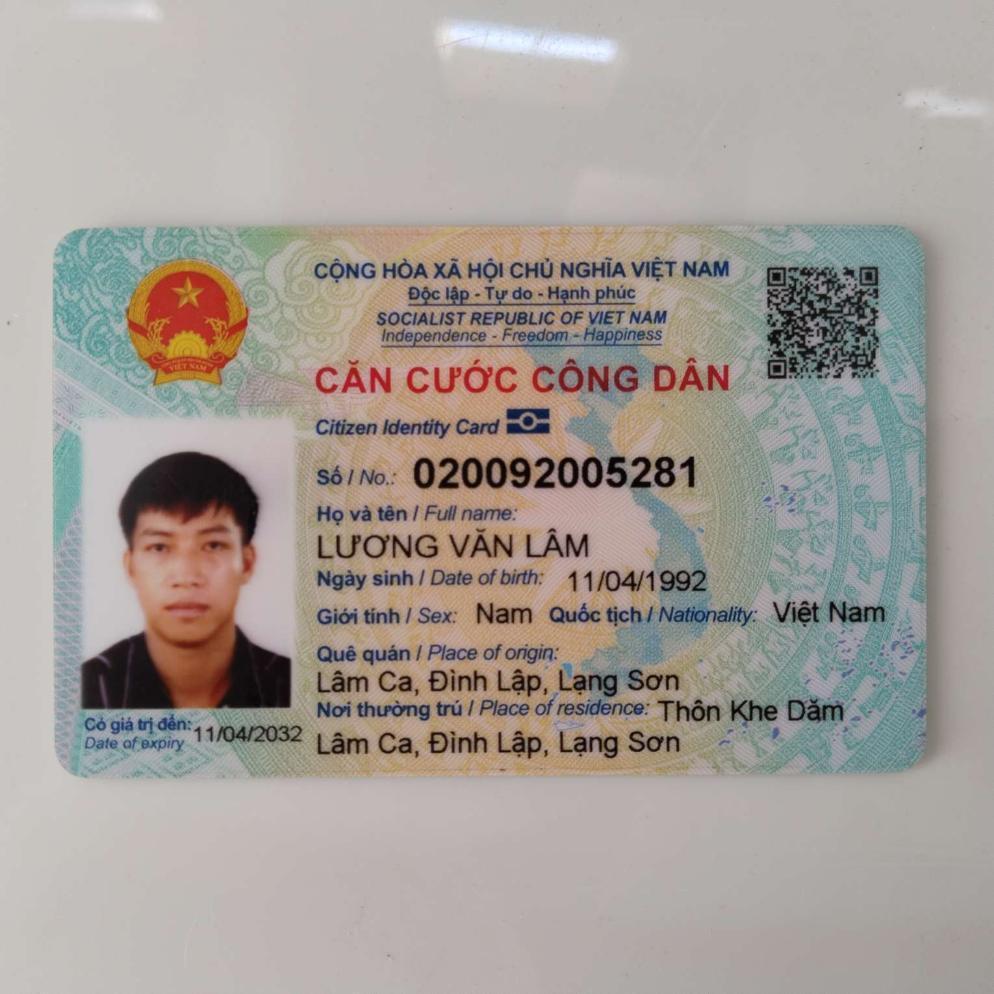 CỘNG HÒA XÃ HỘI CHỦ NGHĨA VIỆT NAM
Độc lập - Tự do - Hạnh phúc
SOCIALIST REPUBLIC OF VIET NAM
Independence - Freedom - Happiness
CĂN CƯỚC CÔNG DÂN
Citizen Identity Card
Số / No.: 020092005281
Họ và tên / Full name:
LƯƠNG VĂN LÂM
Ngày sinh / Date of birth: 11/04/1992
Giới tính / Sex: Nam Quốc tịch / Nationality: Việt Nam
Quê quán / Place of origin:
Lâm Ca, Đình Lập, Lạng Sơn
Nơi thường trú / Place of residence: Thôn Khe Dăm
Lâm Ca, Đình Lập, Lạng Sơn
Có giá trị đến: 11/04/2032
Date of expiry
VIỆT NAM